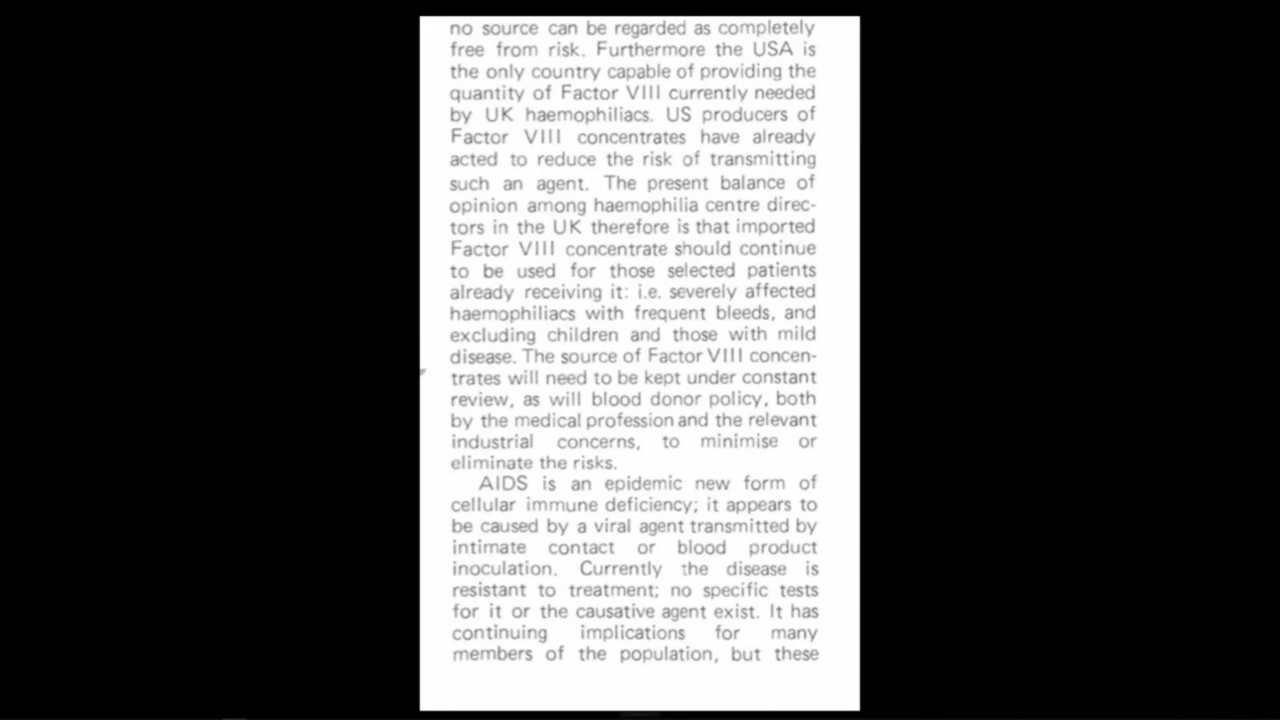 no source can be regarded as completely
free from risk. Furthermore the USA is
the only country capable of providing the
quantity of Factor VIII currently needed
by UK haemophiliacs. US producers of
Factor VIII concentrates have already
acted to reduce the risk of transmitting
such an agent. The present balance of
opinion among haemophilia centre direc-
tors in the UK therefore is that imported
Factor VIII concentrate should continue
to be used for those selected patients
already receiving it: i.e. severely affected
haemophiliacs with frequent bleeds, and
excluding children and those with mild
disease. The source of Factor VIII concen-
trates will need to be kept under constant
review, as will blood donor policy, both
by the medical profession and the relevant
industrial concerns, to minimise or
eliminate the risks.
AIDS is an epidemic new form of
cellular immune deficiency; it appears to
be caused by a viral agent transmitted by
intimate contact or blood product
inoculation. Currently the disease is
resistant to treatment; no specific tests
for it or the causative agent exist. It has
continuing implications for many
members of the population, but these